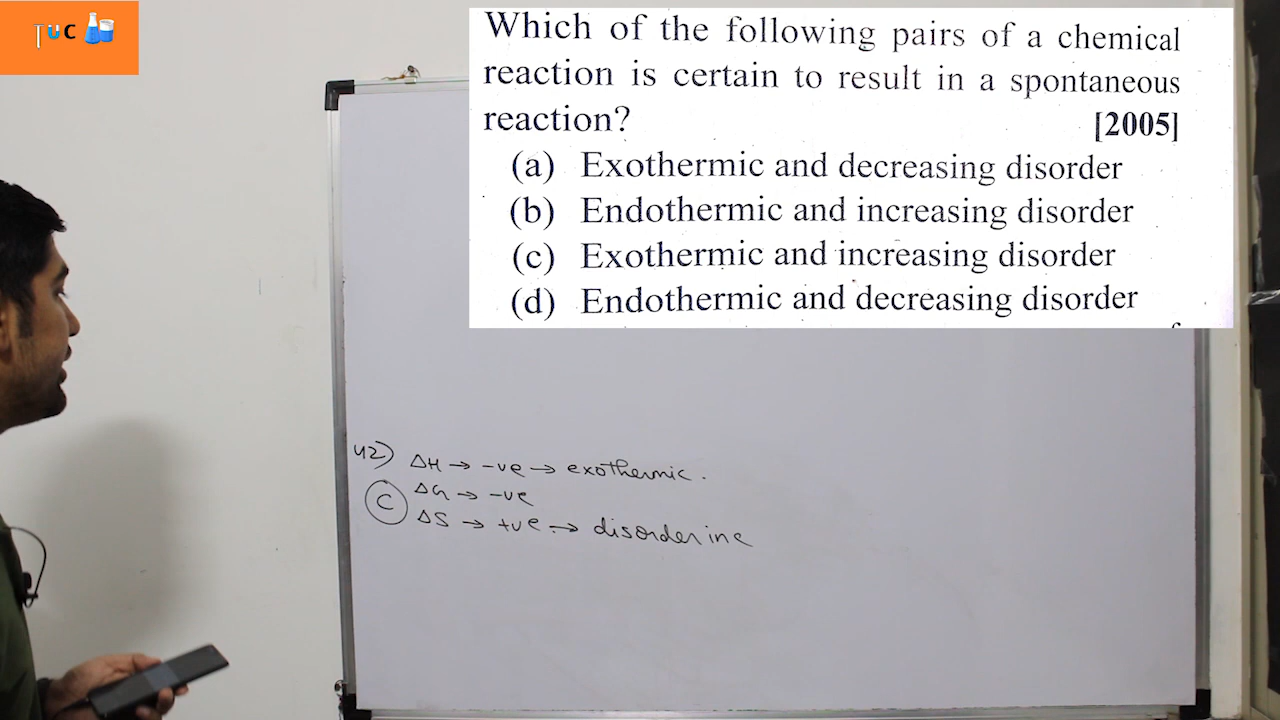 TUC
Which of the following pairs of a chemical
reaction is certain to result in a spontaneous
reaction? [2005]
(a) Exothermic and decreasing disorder
(b) Endothermic and increasing disorder
(c) Exothermic and increasing disorder
(d) Endothermic and decreasing disorder
42) ΔH → -ve → exothermic.
C ΔG → -ve
ΔS → +ve → disorder inc